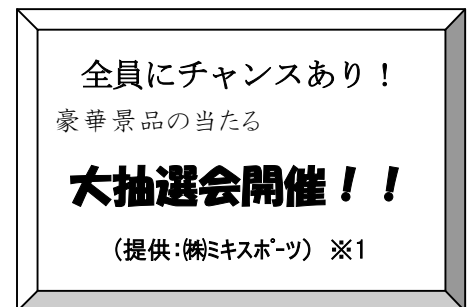 全員にチャンスあり！
豪華景品の当たる
大抽選会開催！！
（提供：㈱ミキスポーツ） ※1